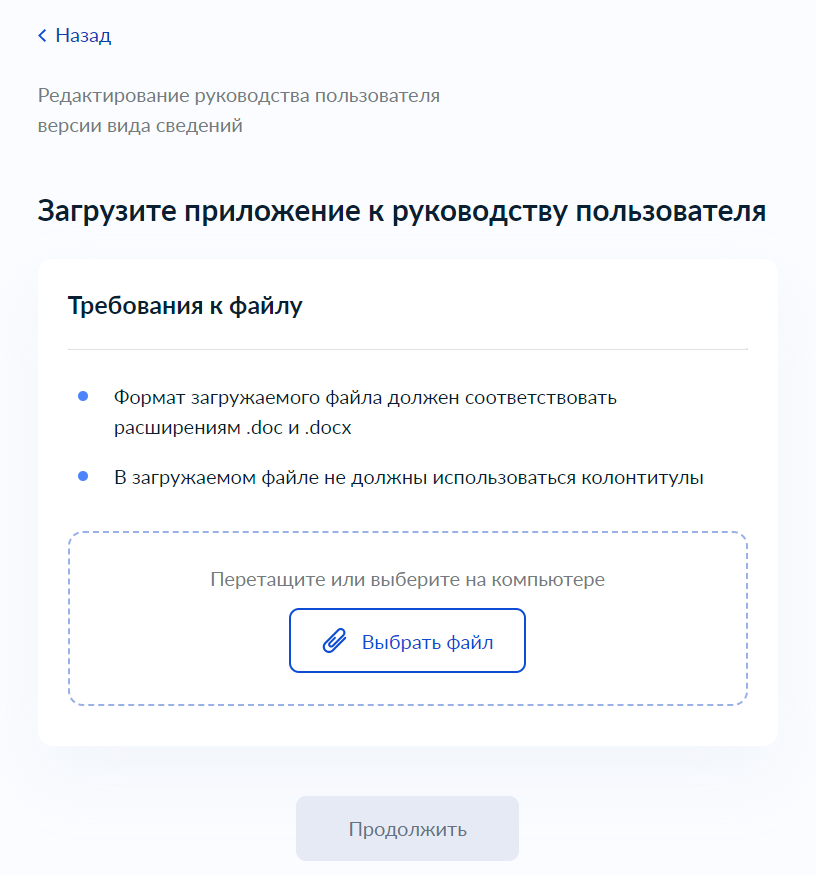 Назад
Редактирование руководства пользователя
версии вида сведений
Загрузите приложение к руководству пользователя
Требования к файлу
Формат загружаемого файла должен соответствовать
расширениям .doc и .docx
В загружаемом файле не должны использоваться колонтитулы
Перетащите или выберите на компьютере
Выбрать файл
Продолжить